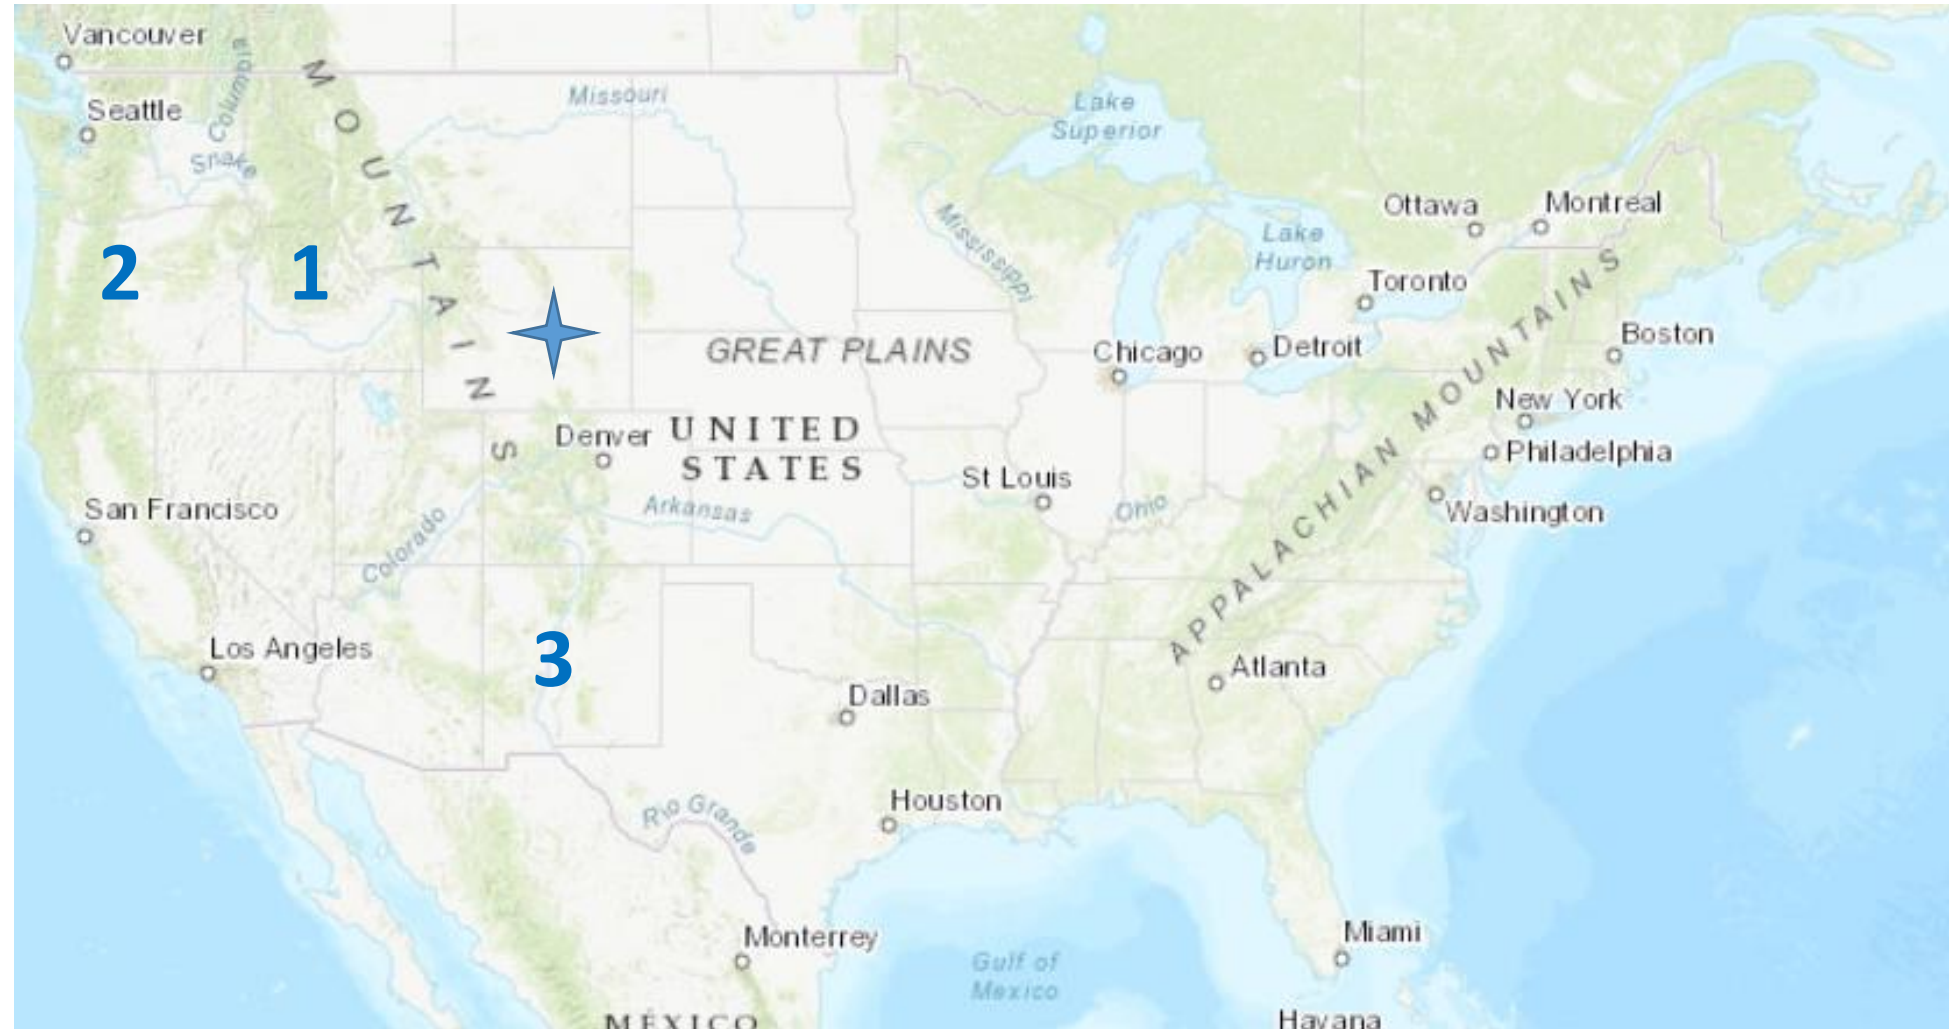 Vancouver
Columbia
MOUNTAINS
Seattle
Missouri
Lake
Superior
Snake
Ottawa
Montreal
Mississippi
Lake
Huron
2
1
Toronto
Boston
GREAT PLAINS
Chicago
Detroit
New York
APPALACHIAN MOUNTAINS
Denver
UNITED
STATES
Philadelphia
St Louis
San Francisco
Colorado
Arkansas
Ohio
Washington
Los Angeles
3
Atlanta
Dallas
Houston
Rio Grande
Monterrey
Miami
Gulf of
Mexico
MÉXICO
Havana